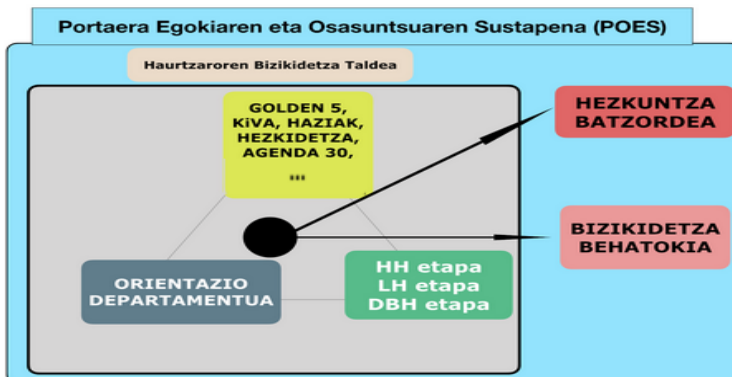 Portaera Egokiaren eta Osasuntsuaren Sustapena (POES)
Haurtzaroren Bizikidetza Taldea
GOLDEN 5,
KiVA, HAZIAK,
HEZKIDETZA,
AGENDA 30,
...
HEZKUNTZA
BATZORDEA
BIZIKIDETZA
BEHATOKIA
ORIENTAZIO
DEPARTAMENTUA
HH etapa
LH etapa
DBH etapa